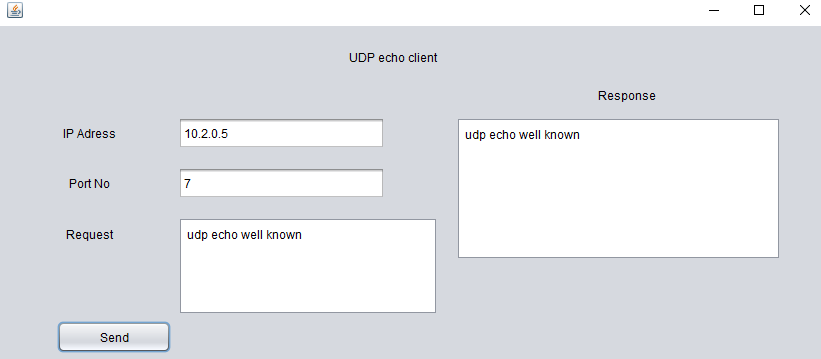 UDP echo client
Response
IP Adress
10.2.0.5
udp echo well known
Port No
7
Request
udp echo well known
Send